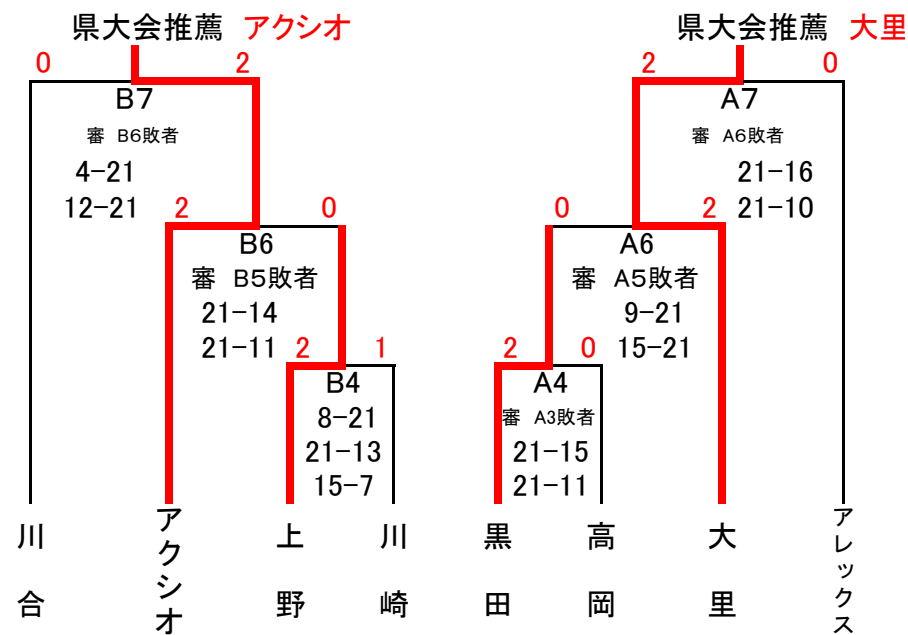 県大会推薦 アクシオ
県大会推薦 大里
0 2
2 0
B7
A7
審 B6敗者
審 A6敗者
4-21
21-16
12-21
21-10
2 0
0 2
B6
A6
審 B5敗者
審 A5敗者
21-14
9-21
21-11
15-21
2 1
2 0
B4
A4
8-21
審 A3敗者
21-13
21-15
15-7
21-11
川合
アクシオ
上野
川崎
黒田
高岡
大里
アレックス